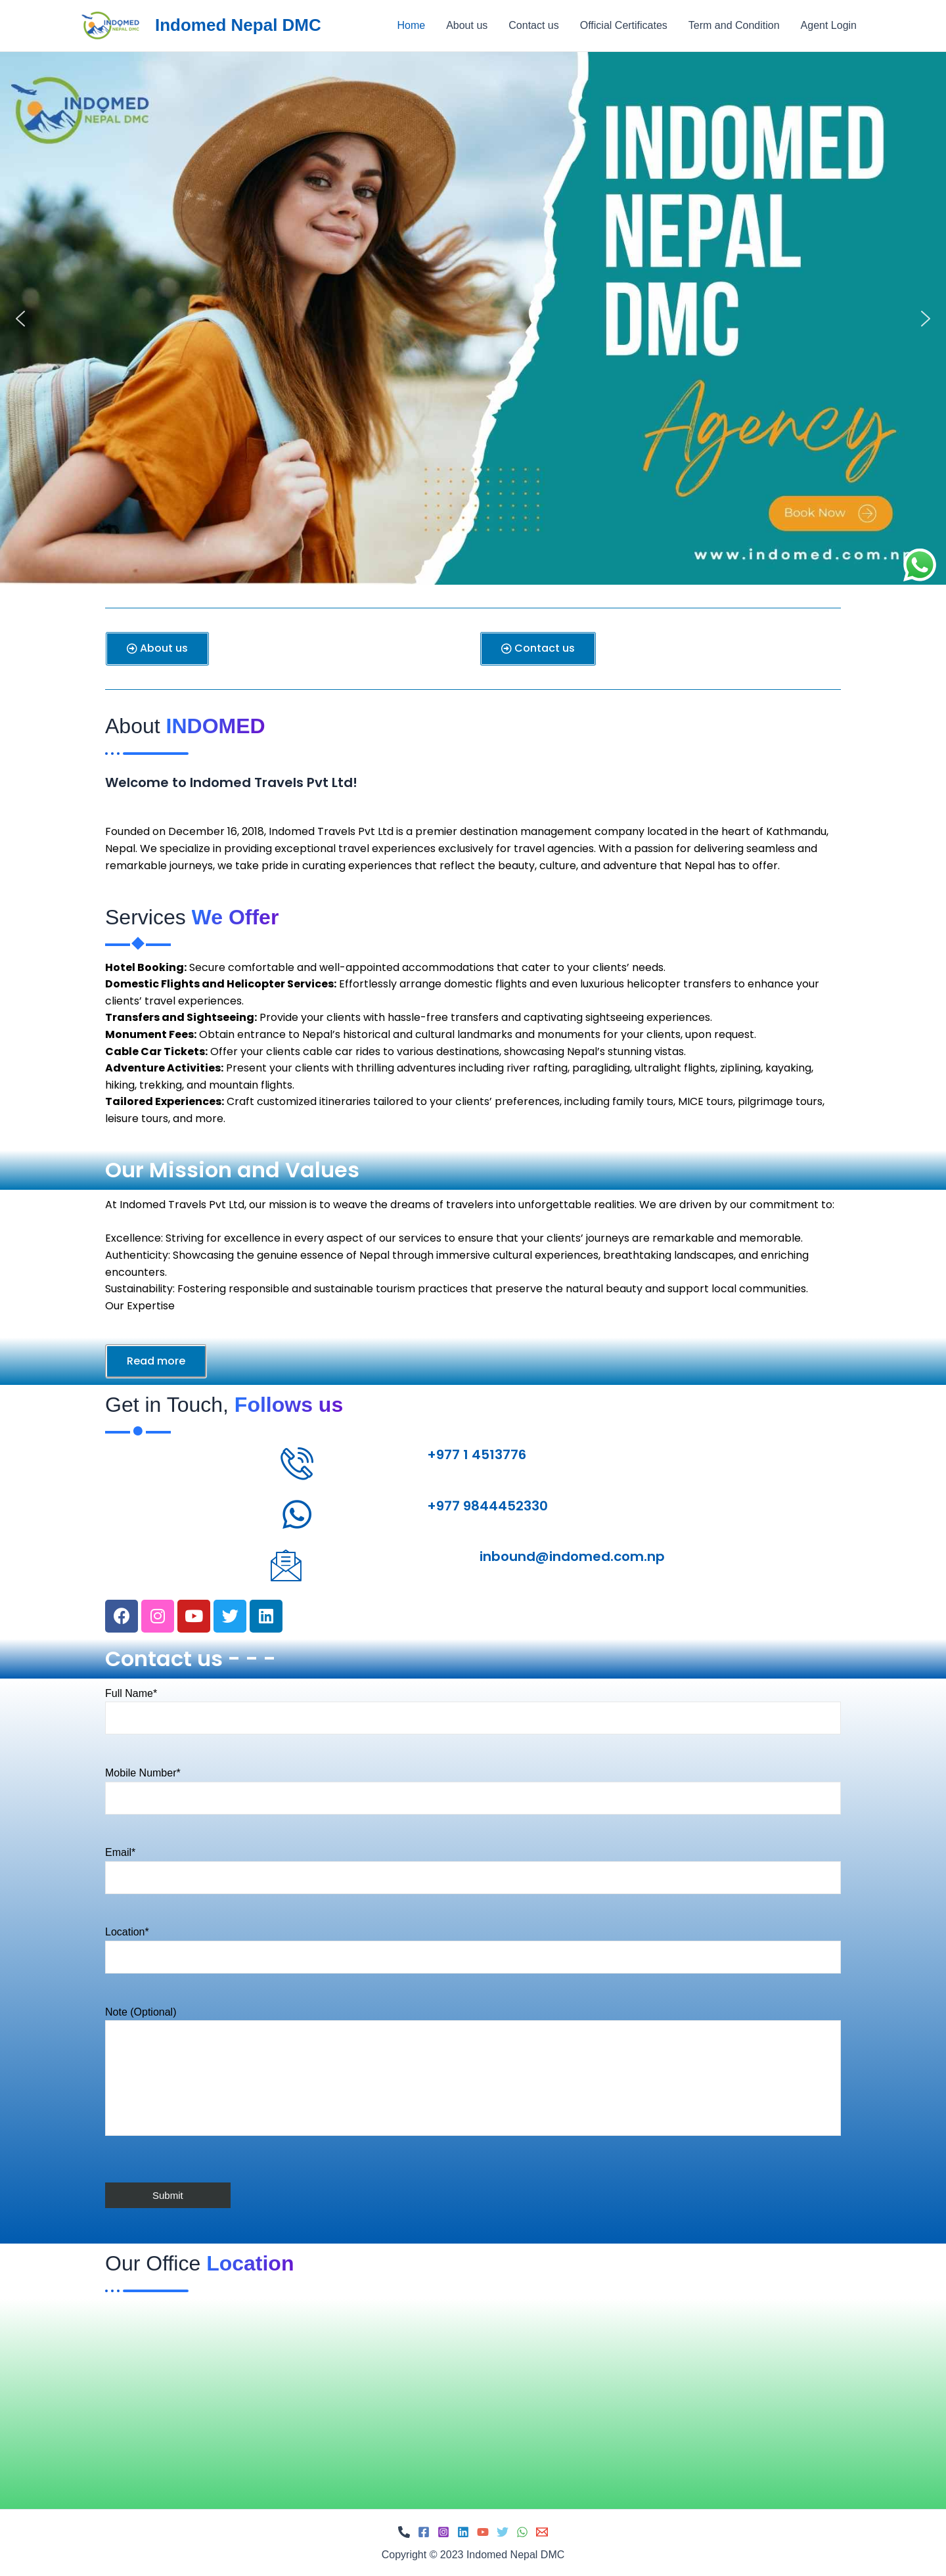 INDOMED
NEPAL DMC
Indomed Nepal DMC
Home
About us
Contact us
Official Certificates
Term and Condition
Agent Login
INDOMED
NEPAL DMC
INDOMED
NEPAL
DMC
Agency
Book Now
www.indomed.com.np
About us
Contact us
About INDOMED
Welcome to Indomed Travels Pvt Ltd!
Founded on December 16, 2018, Indomed Travels Pvt Ltd is a premier destination management company located in the heart of Kathmandu,
Nepal. We specialize in providing exceptional travel experiences exclusively for travel agencies. With a passion for delivering seamless and
remarkable journeys, we take pride in curating experiences that reflect the beauty, culture, and adventure that Nepal has to offer.
Services We Offer
Hotel Booking: Secure comfortable and well-appointed accommodations that cater to your clients’ needs.
Domestic Flights and Helicopter Services: Effortlessly arrange domestic flights and even luxurious helicopter transfers to enhance your
clients’ travel experiences.
Transfers and Sightseeing: Provide your clients with hassle-free transfers and captivating sightseeing experiences.
Monument Fees: Obtain entrance to Nepal’s historical and cultural landmarks and monuments for your clients, upon request.
Cable Car Tickets: Offer your clients cable car rides to various destinations, showcasing Nepal’s stunning vistas.
Adventure Activities: Present your clients with thrilling adventures including river rafting, paragliding, ultralight flights, ziplining, kayaking,
hiking, trekking, and mountain flights.
Tailored Experiences: Craft customized itineraries tailored to your clients’ preferences, including family tours, MICE tours, pilgrimage tours,
leisure tours, and more.
Our Mission and Values
At Indomed Travels Pvt Ltd, our mission is to weave the dreams of travelers into unforgettable realities. We are driven by our commitment to:
Excellence: Striving for excellence in every aspect of our services to ensure that your clients’ journeys are remarkable and memorable.
Authenticity: Showcasing the genuine essence of Nepal through immersive cultural experiences, breathtaking landscapes, and enriching
encounters.
Sustainability: Fostering responsible and sustainable tourism practices that preserve the natural beauty and support local communities.
Our Expertise
Read more
Get in Touch, Follows us
+977 1 4513776
+977 9844452330
inbound@indomed.com.np
Contact us - - -
Full Name*
Mobile Number*
Email*
Location*
Note (Optional)
Submit
Our Office Location
Copyright © 2023 Indomed Nepal DMC